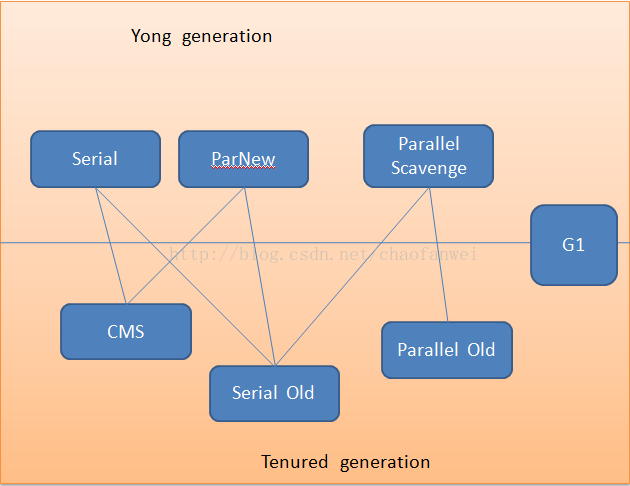 Yong generation
Serial
ParNew
Parallel
Scavenge
G1
http://blog.csdn.net/chaofanwei
CMS
Parallel Old
Serial Old
Tenured generation